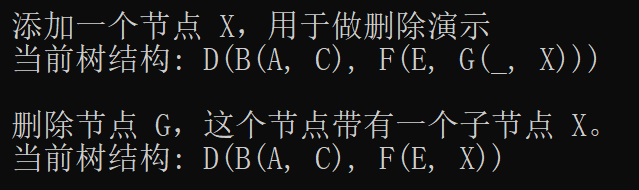 添加一个节点 X，用于做删除演示
当前树结构: D(B(A, C), F(E, G(_, X)))
删除节点 G，这个节点带有一个子节点 X。
当前树结构: D(B(A, C), F(E, X))